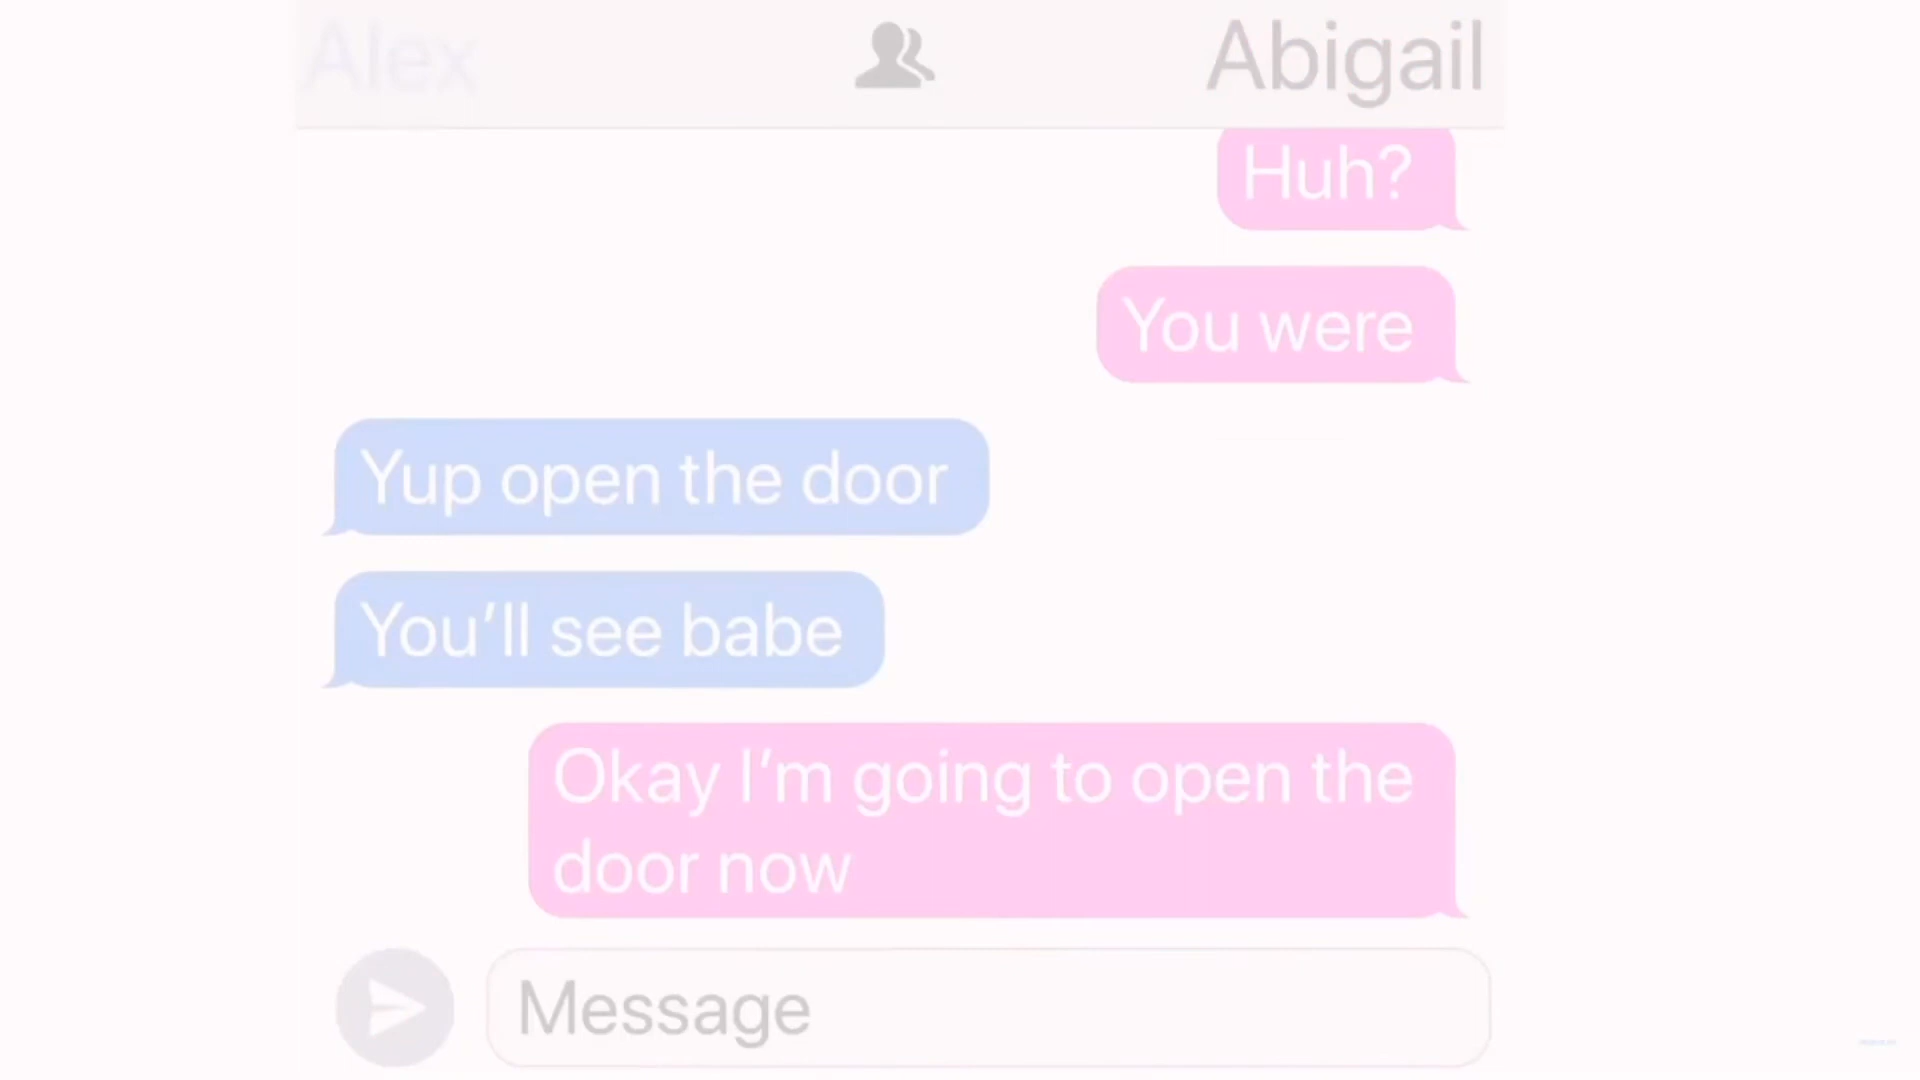 Alex
Abigail
Huh?
You were
Yup open the door
You’ll see babe
Okay I’m going to open the
door now
Message